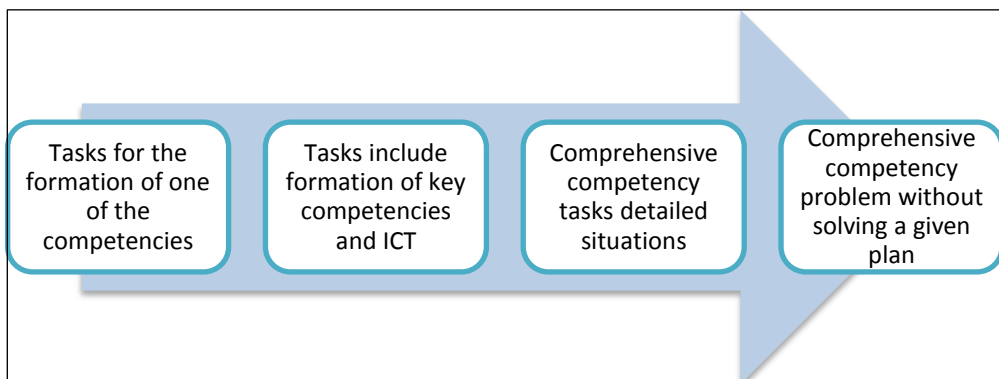 Tasks for the
formation of one
of the
competencies
Tasks include
formation of key
competencies
and ICT
Comprehensive
competency
tasks detailed
situations
Comprehensive
competency
problem without
solving a given
plan